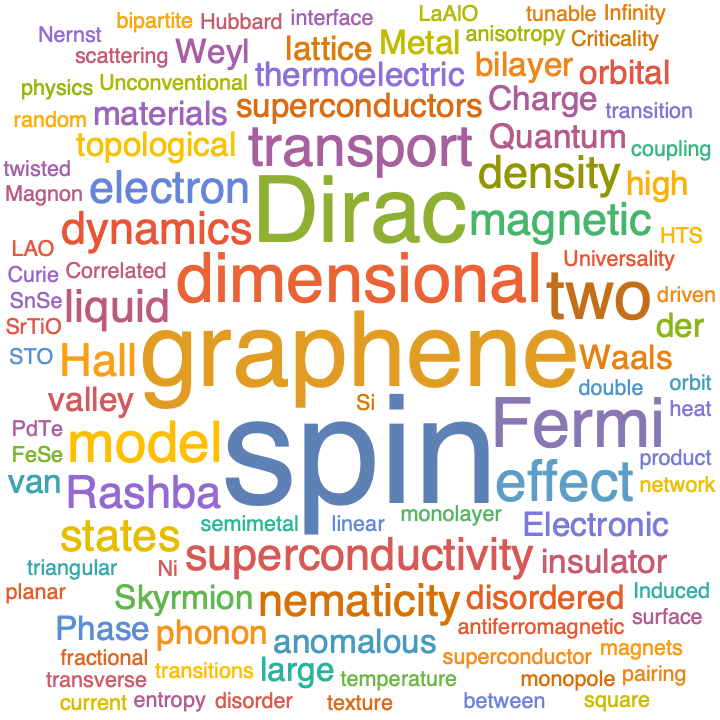 LaAlO tunable Infinity
bipartite Hubbard interface
Nernst anisotropy Criticality
scattering Weyl lattice Metal
physics Unconventional thermoelectric bilayer orbital
random materials superconductors Charge transition
topological transport Quantum coupling
twisted density
Magnon electron Dirac high
dynamics magnetic HTS
LAO Universality
Curie Correlated dimensional
SnSe liquid two driven
SrTiO der
STO Hall graphene Waals
double orbit
valley Si heat
PdTe Fermi
FeSe model spin product
van Rashba effect network
semimetal linear monolayer
states Electronic
triangular Ni superconductivity insulator
planar Skyrmion nematicity disordered Induced
surface
Phase phonon anomalous antiferromagnetic
fractional superconductor magnets
transverse transitions large temperature monopole pairing
current entropy disorder texture between square